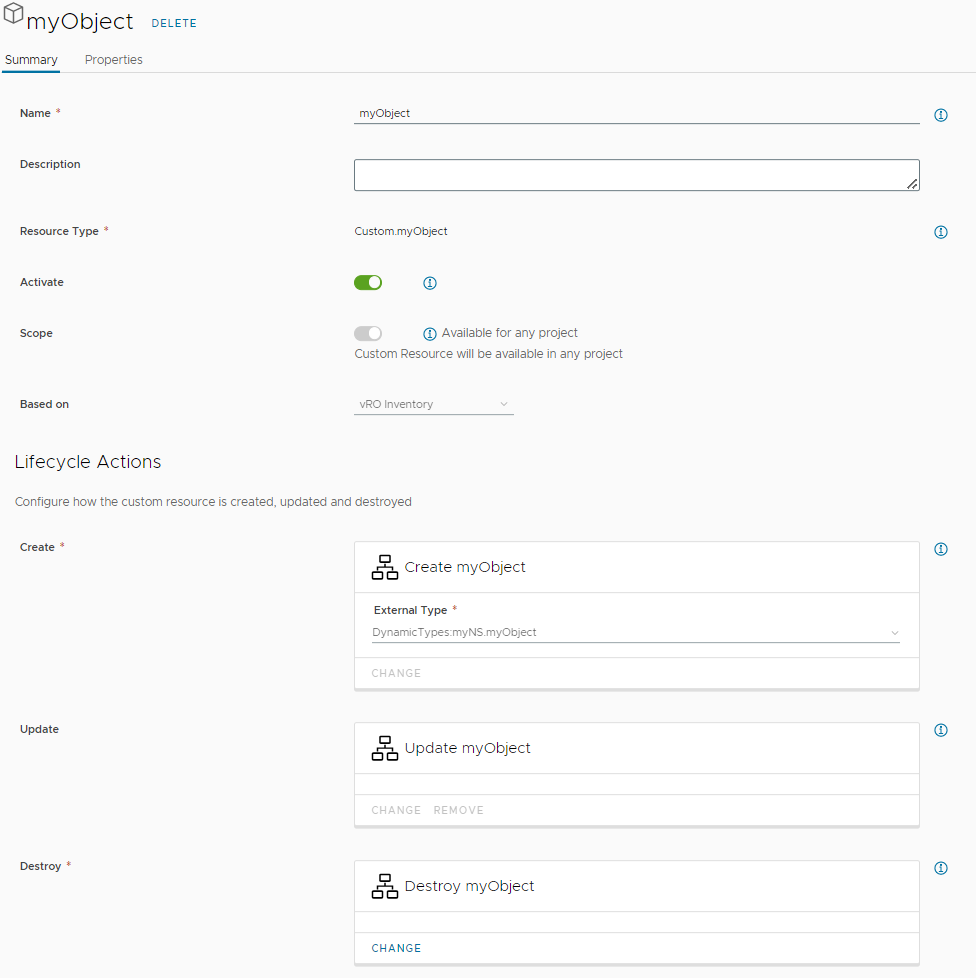 myObject DELETE
Summary Properties
Name * myObject
Description
Resource Type * Custom.myObject
Activate
Scope Available for any project
Custom Resource will be available in any project
Based on vRO Inventory
Lifecycle Actions
Configure how the custom resource is created, updated and destroyed
Create * Create myObject
External Type *
DynamicTypes:myNS.myObject
CHANGE
Update Update myObject
CHANGE REMOVE
Destroy * Destroy myObject
CHANGE